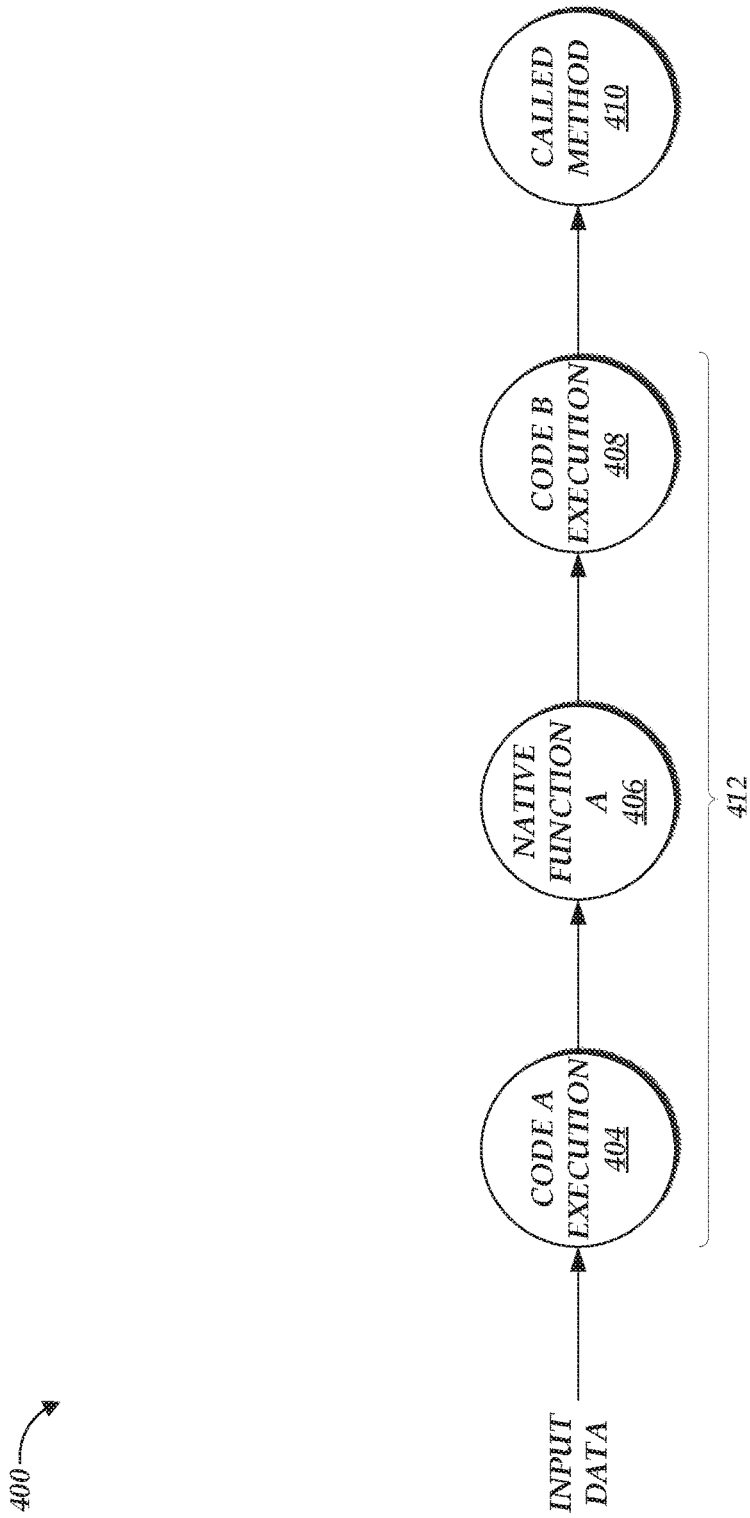 400
INPUT
DATA
CODE A
EXECUTION
404
NATIVE
FUNCTION
A
406
CODE B
EXECUTION
408
CALLED
METHOD
410
412